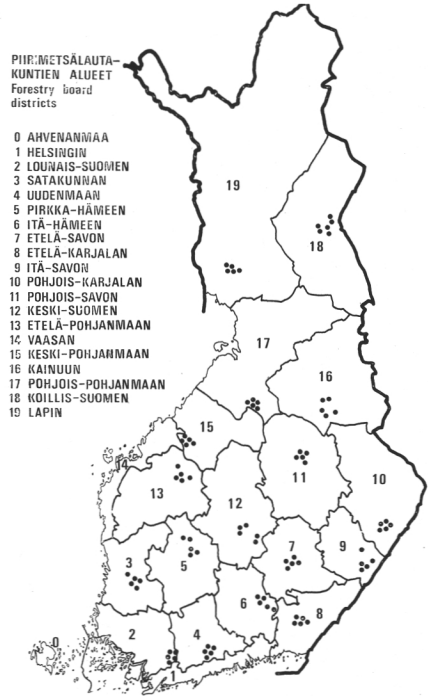 PIIRIMETSÄLAUTA-
KUNTIEN ALUEET
Forestry board
districts
0 AHVENANMAA
1 HELSINGIN
2 LOUNAIS-SUOMEN
3 SATAKUNNAN
4 UUDENMAAN
5 PIRKKA-HÄMEEN
6 ITÄ-HÄMEEN
7 ETELÄ-SAVON
8 ETELÄ-KARJALAN
9 ITÄ-SAVON
10 POHJOIS-KARJALAN
11 POHJOIS-SAVON
12 KESKI-SUOMEN
13 ETELÄ-POHJANMAAN
14 VAASAN
15 KESKI-POHJANMAAN
16 KAINUUN
17 POHJOIS-POHJANMAAN
18 KOILLIS-SUOMEN
19 LAPIN
19
18
17
16
15
14
13
12
11
10
9
7
5
3
6
8
2
4
0
1